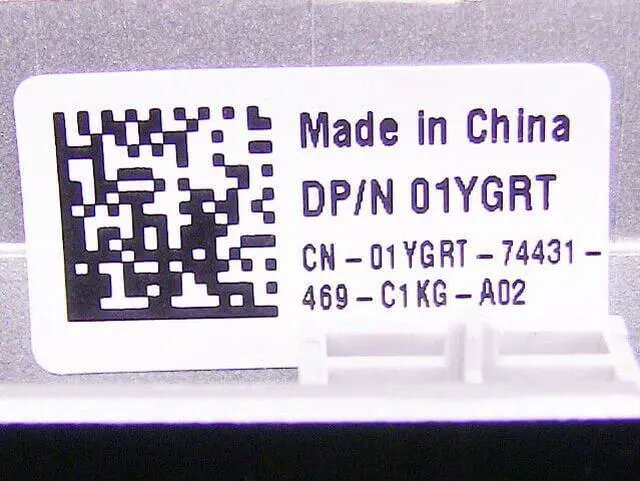 Made in China
DP/N 01YGRT
CN-01YGRT-74431-
469-C1KG-A02